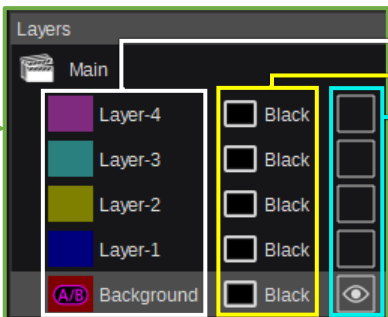 Layers
Main
Layer-4 Black
Layer-3 Black
Layer-2 Black
Layer-1 Black
A/B Background Black